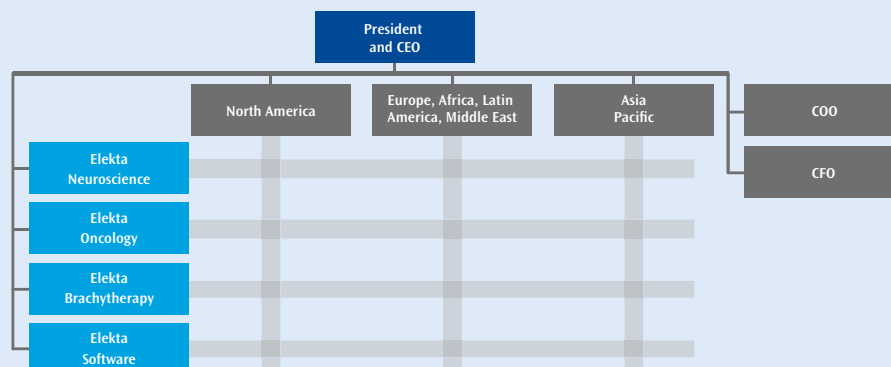 President
and CEO
North America
Europe, Africa, Latin
America, Middle East
Asia
Pacific
COO
CFO
Elekta
Neuroscience
Elekta
Oncology
Elekta
Brachytherapy
Elekta
Software